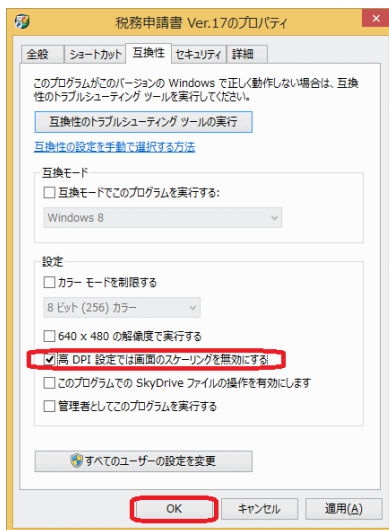 税務申請書 Ver.17のプロパティ
全般 ショートカット 互換性 セキュリティ 詳細
このプログラムがこのバージョンの Windows で正しく動作しない場合は、互換
性のトラブルシューティング ツールを実行してください。
互換性のトラブルシューティング ツールの実行
互換性の設定を手動で選択する方法
互換モード
互換モードでこのプログラムを実行する:
Windows 8
設定
カラー モードを制限する
8 ビット (256) カラー
640 x 480 の解像度で実行する
高 DPI 設定では画面のスケーリングを無効にする
このプログラムでの SkyDrive ファイルの操作を有効にします
管理者としてこのプログラムを実行する
すべてのユーザーの設定を変更
OK キャンセル 適用(A)